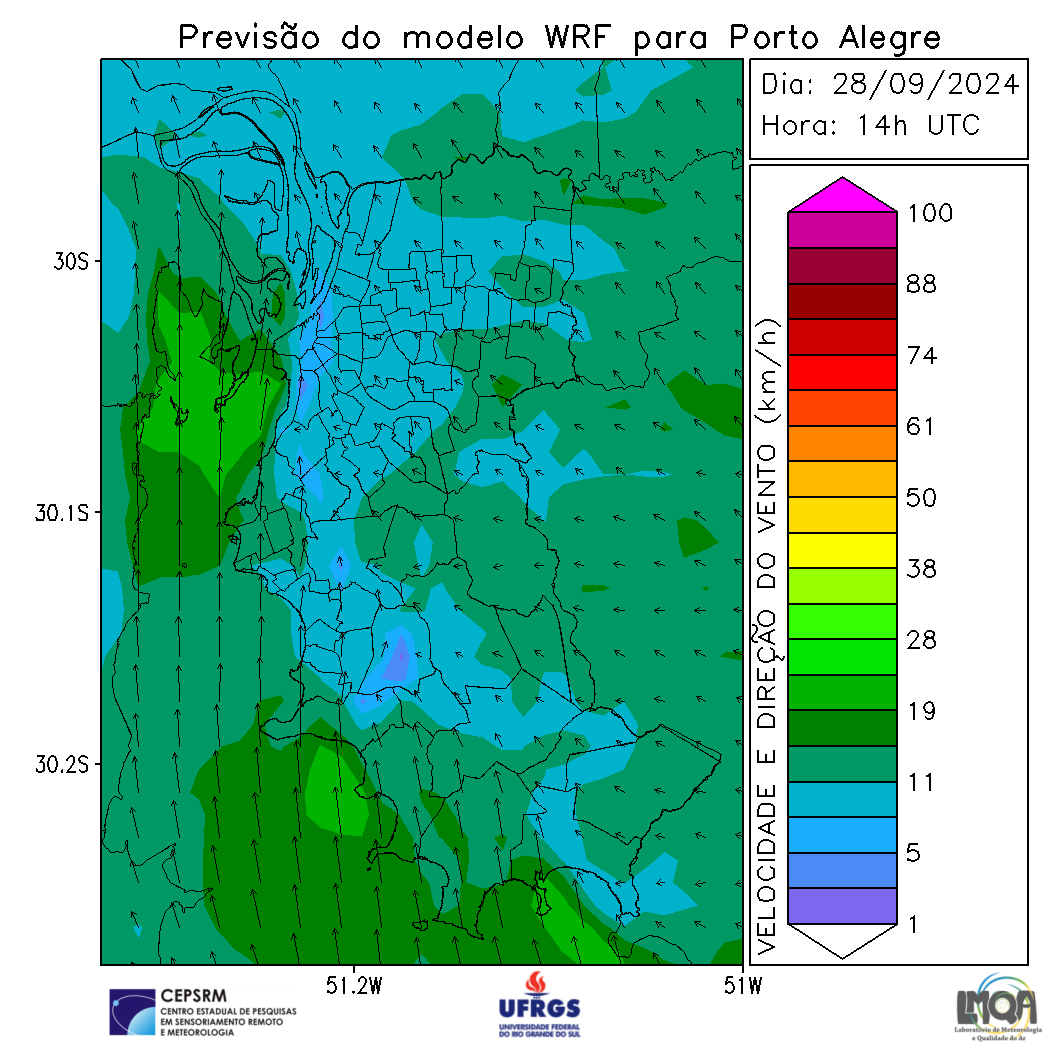 Previsão do modelo WRF para Porto Alegre
Dia: 28/09/2024
Hora: 14h UTC
30S
30.1S
30.2S
51.2W
51W
VELOCIDADE E DIREÇÃO DO VENTO (km/h)
100
88
74
61
50
38
28
19
11
5
1
CEPSRM
CENTRO ESTADUAL DE PESQUISAS
EM SENSORIAMENTO REMOTO
E METEOROLOGIA
UFRGS
UNIVERSIDADE FEDERAL
DO RIO GRANDE DO SUL
LMQA
Laboratório de Meteorologia
e Qualidade do Ar